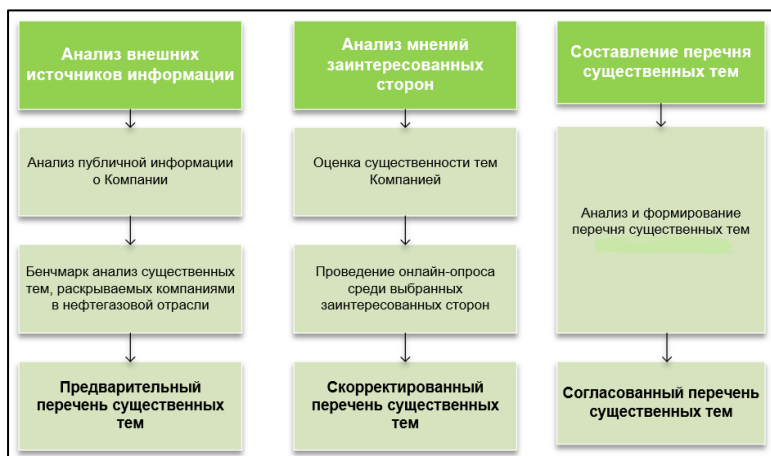 Анализ внешних
источников информации
Анализ публичной информации
о Компании
Бенчмарк анализ существенных
тем, раскрываемых компаниями
в нефтегазовой отрасли
Предварительный
перечень существенных
тем
Анализ мнений
заинтересованных
сторон
Оценка существенности тем
Компанией
Проведение онлайн-опроса
среди выбранных
заинтересованных сторон
Скорректированный
перечень существенных
тем
Составление перечня
существенных тем
Анализ и формирование
перечня существенных тем
Согласованный перечень
существенных тем